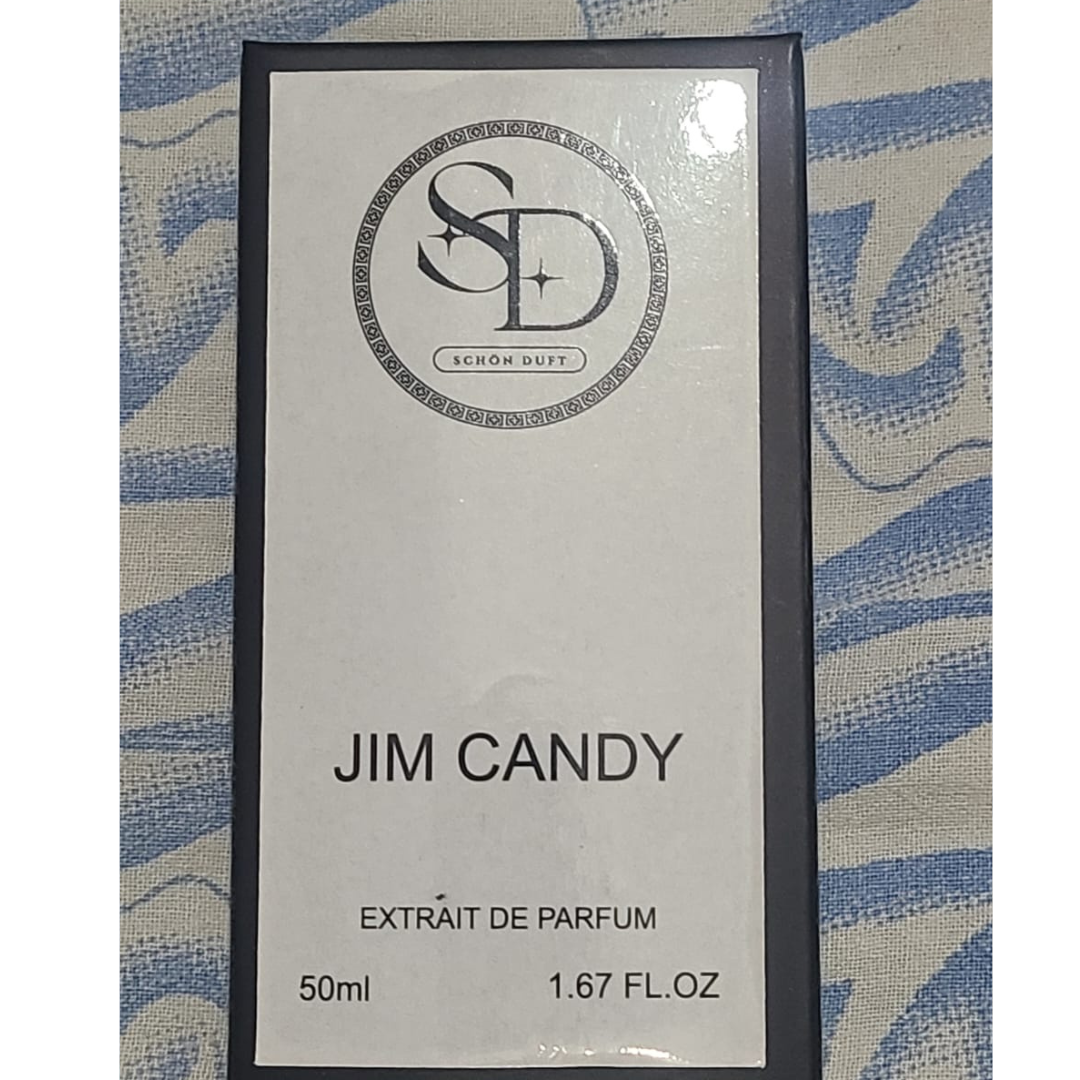 SD
SCHÖN DUFT
JIM CANDY
EXTRAIT DE PARFUM
50ml 1.67 FL.OZ